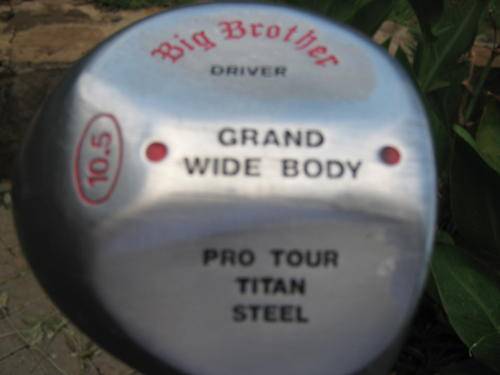 Big Brother
DRIVER
10.5
GRAND
WIDE BODY
PRO TOUR
TITAN
STEEL